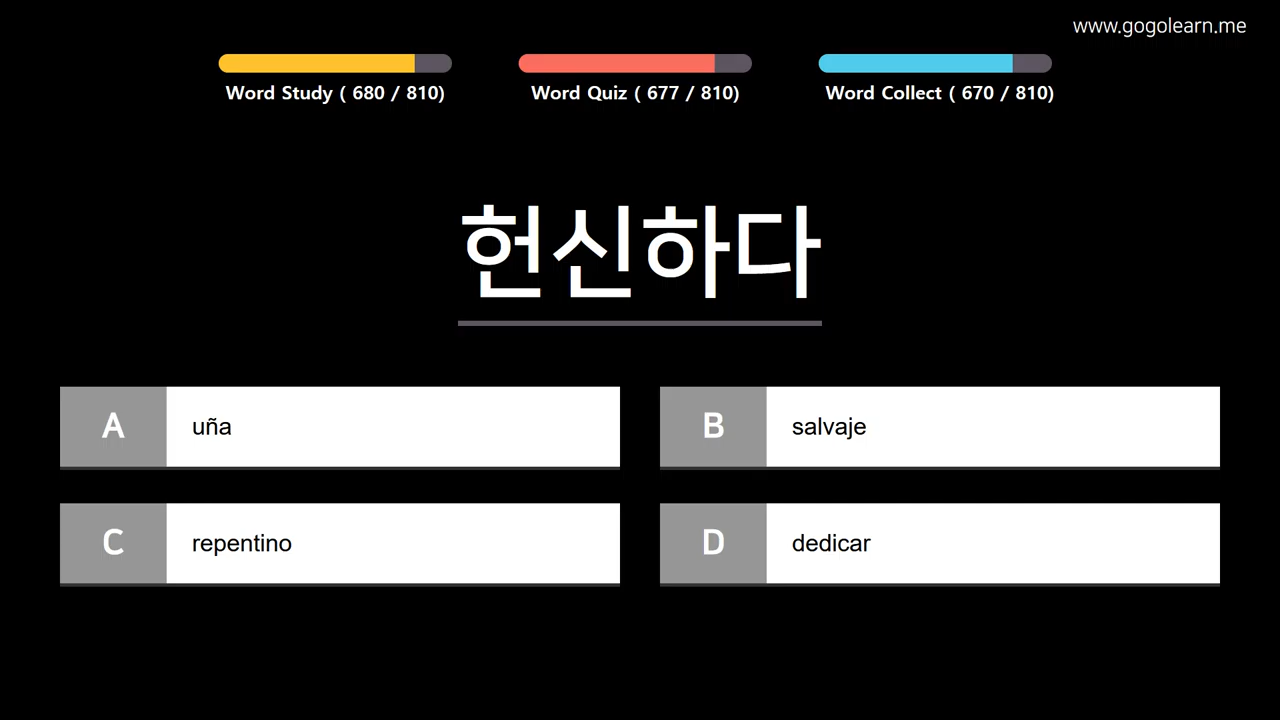 www.gogolearn.me
Word Study ( 680 / 810)
Word Quiz ( 677 / 810)
Word Collect ( 670 / 810)
헌신하다
A uña
B salvaje
C repentino
D dedicar